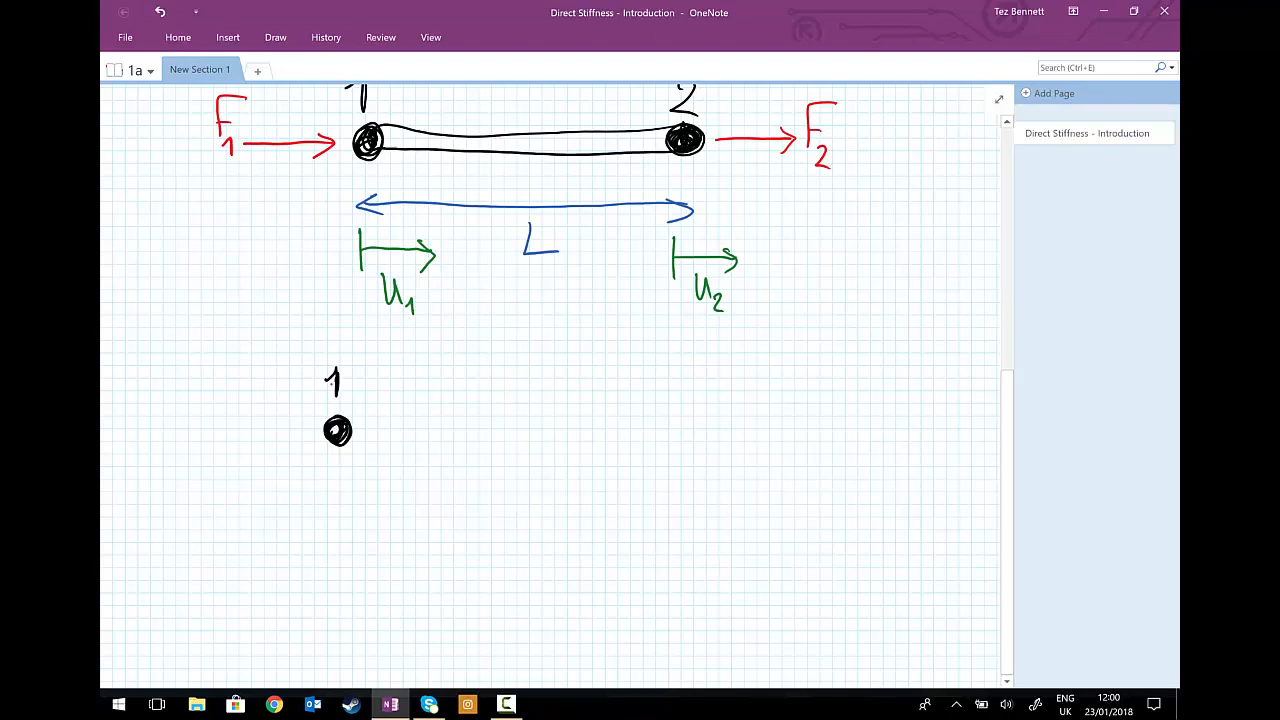 Direct Stiffness - Introduction - OneNote
Tez Bennett
File Home Insert Draw History Review View
1a New Section 1 +
Search (Ctrl+E)
Add Page
Direct Stiffness - Introduction
1 2
F1 F2
L
u1 u2
1
ENG
UK
12:00
23/01/2018